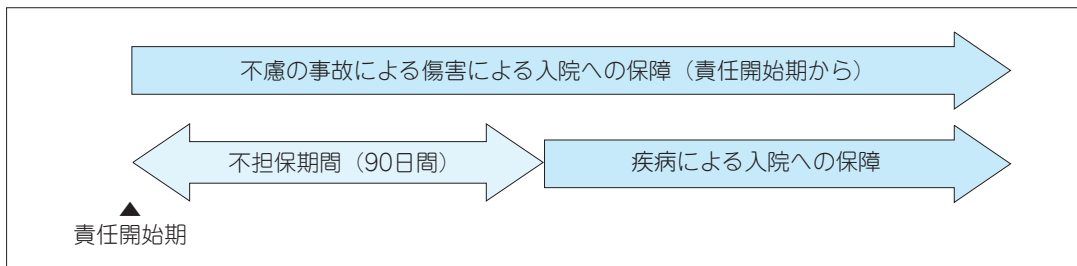 不慮の事故による傷害による入院への保障（責任開始期から）
不担保期間（90日間）
疾病による入院への保障
▲
責任開始期